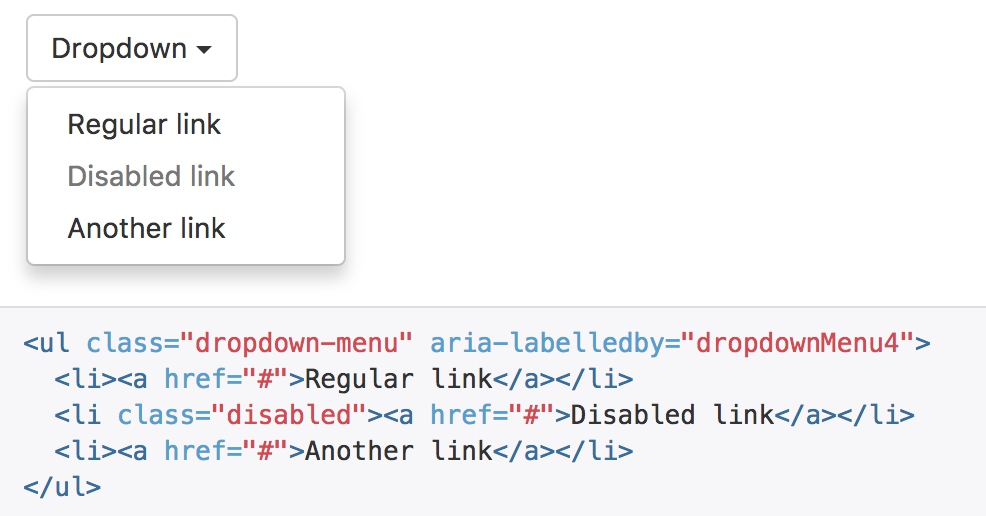 Dropdown
Regular link
Disabled link
Another link
<ul class="dropdown-menu" aria-labelledby="dropdownMenu4">
  <li><a href="#">Regular link</a></li>
  <li class="disabled"><a href="#">Disabled link</a></li>
  <li><a href="#">Another link</a></li>
</ul>